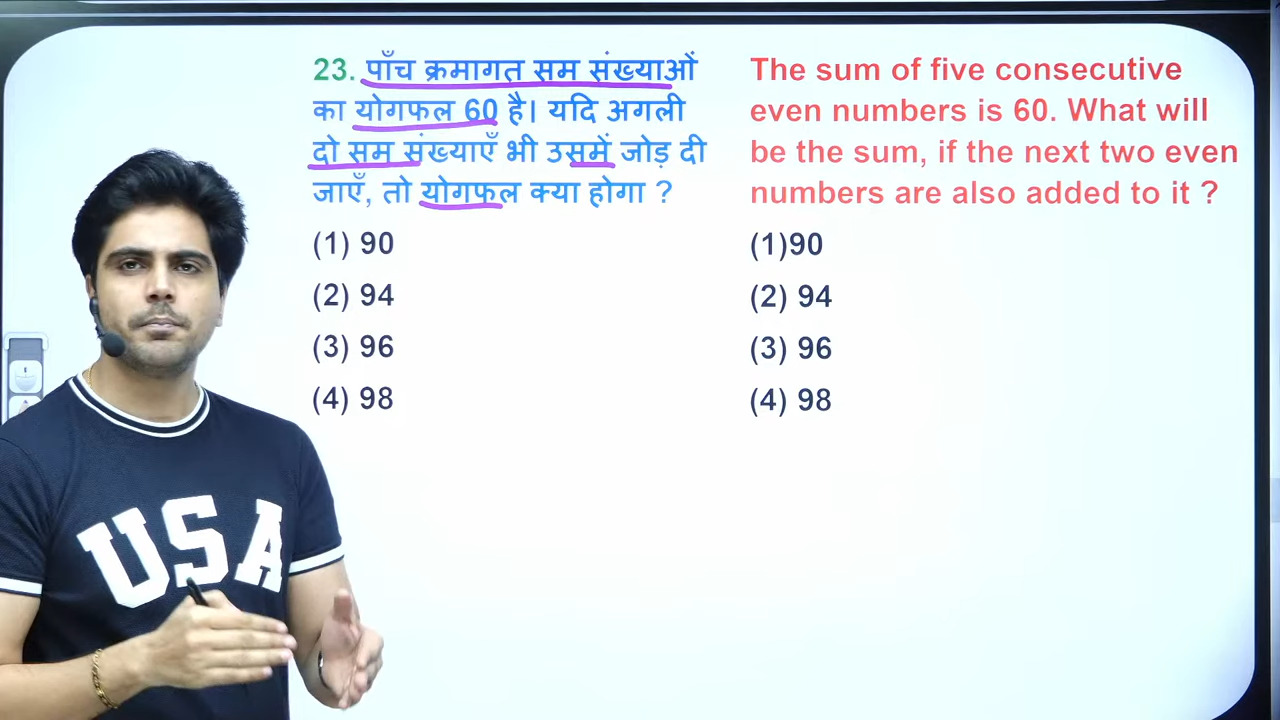 23. पाँच क्रमागत सम संख्याओं
का योगफल 60 है। यदि अगली
दो सम संख्याएँ भी उसमें जोड़ दी
जाएँ, तो योगफल क्या होगा ?
(1) 90
(2) 94
(3) 96
(4) 98
The sum of five consecutive
even numbers is 60. What will
be the sum, if the next two even
numbers are also added to it ?
(1)90
(2) 94
(3) 96
(4) 98
USA